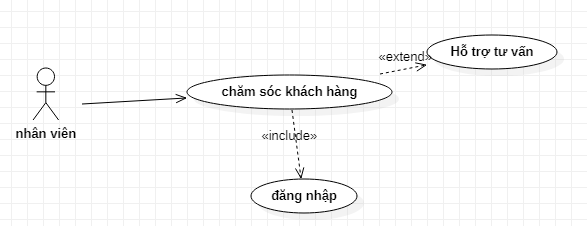 Hỗ trợ tư vấn
«extend»
chăm sóc khách hàng
nhân viên
«include»
đăng nhập